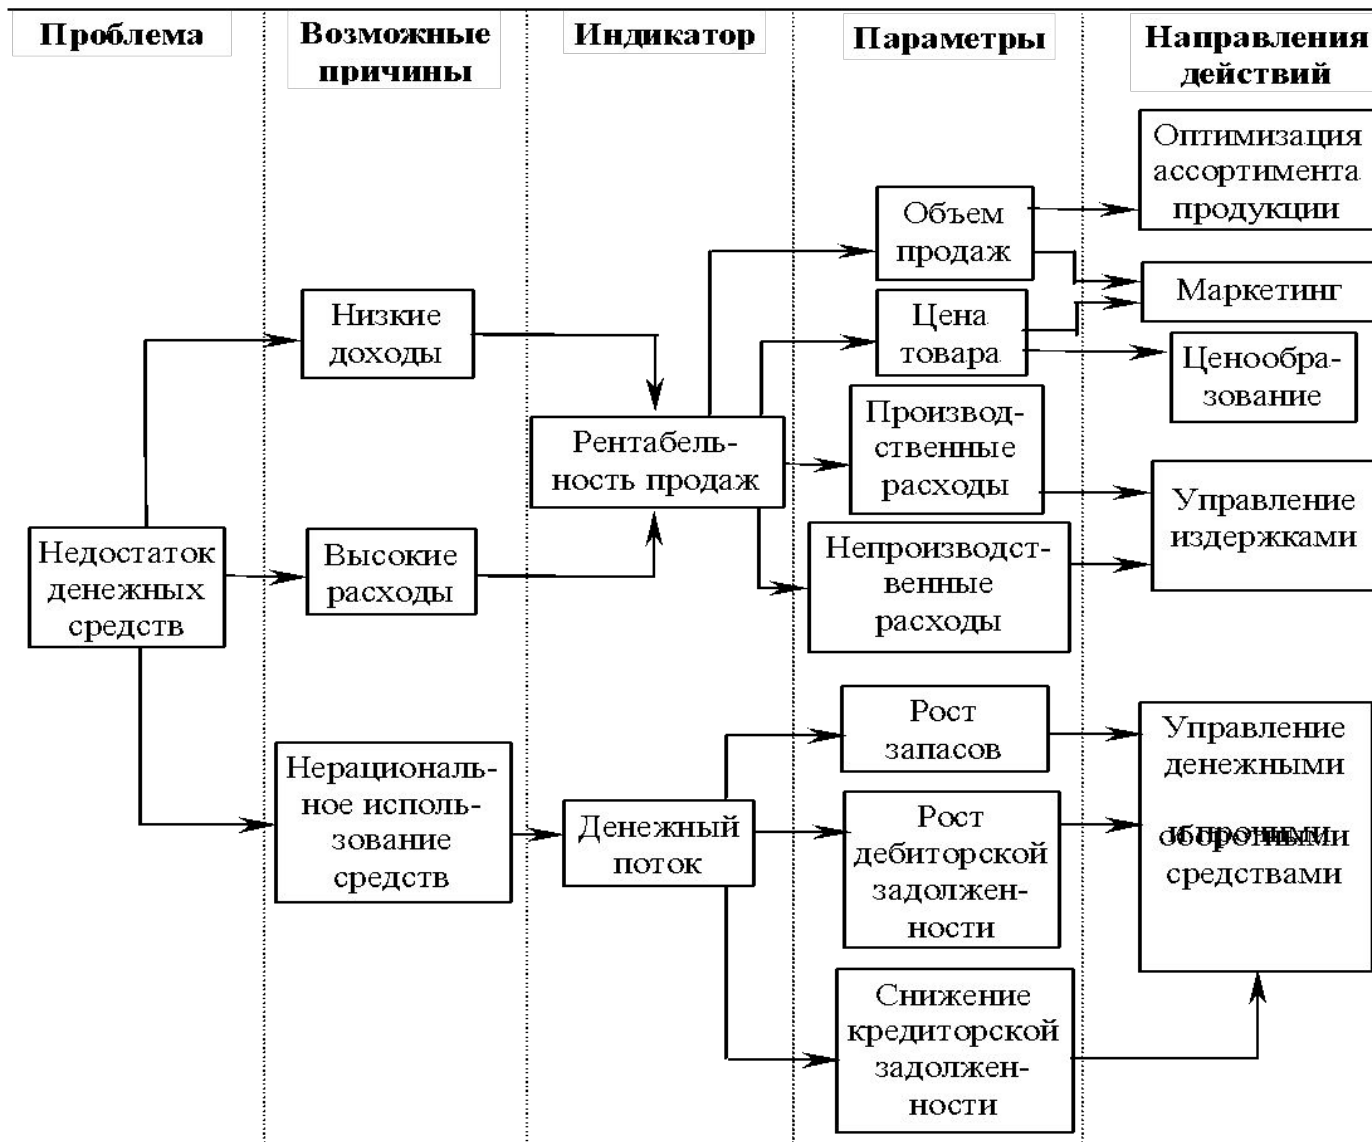 Проблема
Возможные
причины
Индикатор
Параметры
Направления
действий
Недостаток
денежных
средств
Низкие
доходы
Высокие
расходы
Нерациональ-
ное исполь-
зование
средств
Рентабель-
ность продаж
Денежный
поток
Объем
продаж
Цена
товара
Производ-
ственные
расходы
Непроизводст-
венные
расходы
Рост
запасов
Рост
дебиторской
задолжен-
ности
Снижение
кредиторской
задолжен-
ности
Оптимизация
ассортимента
продукции
Маркетинг
Ценообра-
зование
Управление
издержками
Управление
денежными
и прочими
оборотными
средствами